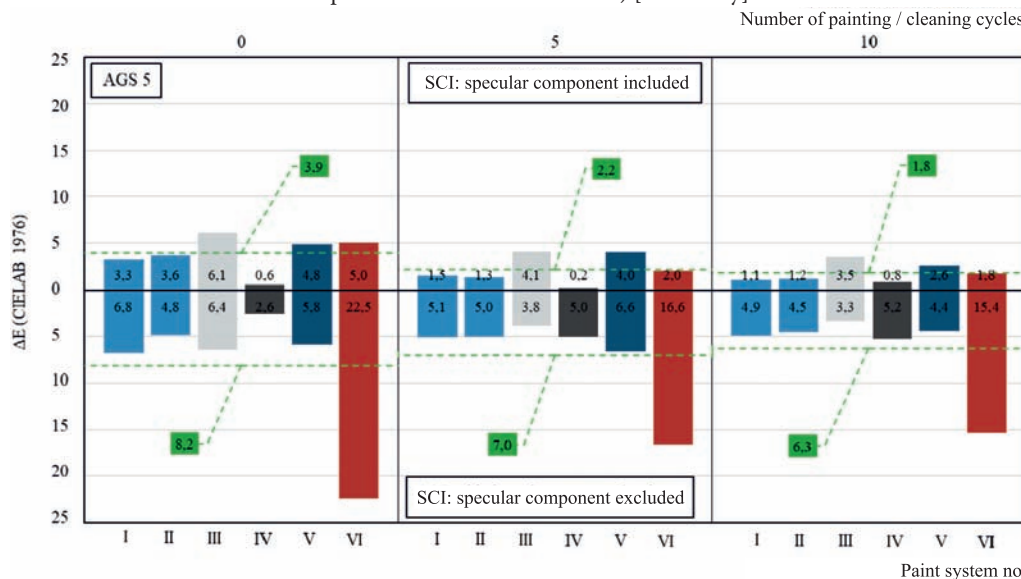 Number of painting / cleaning cycles
0 5 10
25
20
15
10
5
0
5
10
15
20
25
ΔE (CIELAB 1976)
AGS 5
SCI: specular component included
3,9
2,2
1,8
3.3 3.6 6.1 0.6 4.8 5.0
6.8 4.8 6.4 2.6 5.8 22,5
1,5 1.3 4.1 0.2 4,0 2,0
5.1 5.0 3.8 5,0 6,6 16,6
1,1 1,2 3.5 0.8 2,6 1,8
4.9 4.5 3.3 5,2 4,4 15,4
8,2
7,0
6,3
SCI: specular component excluded
I II III IV V VI
I II III IV V VI
I II III IV V VI
Paint system no